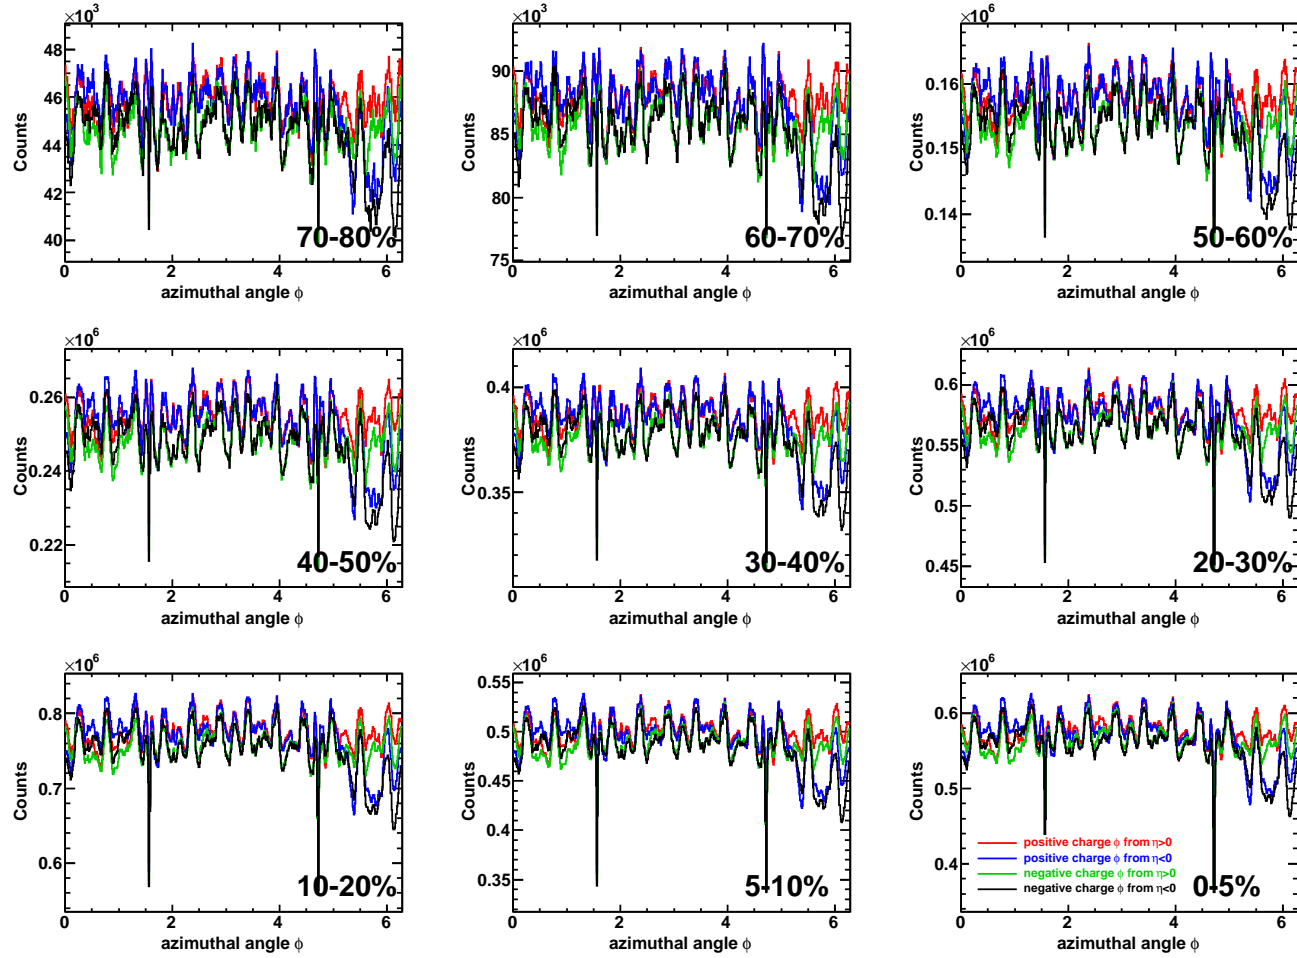 ×10³
Counts
48
46
44
42
40
70-80%
0 2 4 6
azimuthal angle ϕ
×10³
Counts
90
85
80
75
60-70%
0 2 4 6
azimuthal angle ϕ
×10⁶
Counts
0.16
0.15
0.14
50-60%
0 2 4 6
azimuthal angle ϕ
×10⁶
Counts
0.26
0.24
0.22
40-50%
0 2 4 6
azimuthal angle ϕ
×10⁶
Counts
0.4
0.35
30-40%
0 2 4 6
azimuthal angle ϕ
×10⁶
Counts
0.6
0.55
0.5
0.45
20-30%
0 2 4 6
azimuthal angle ϕ
×10⁶
Counts
0.8
0.7
0.6
10-20%
0 2 4 6
azimuthal angle ϕ
×10⁶
Counts
0.55
0.5
0.45
0.4
0.35
5-10%
0 2 4 6
azimuthal angle ϕ
×10⁶
Counts
0.6
0.5
0.4
positive charge ϕ from η>0
positive charge ϕ from η<0
negative charge ϕ from η>0
negative charge ϕ from η<0
0-5%
0 2 4 6
azimuthal angle ϕ